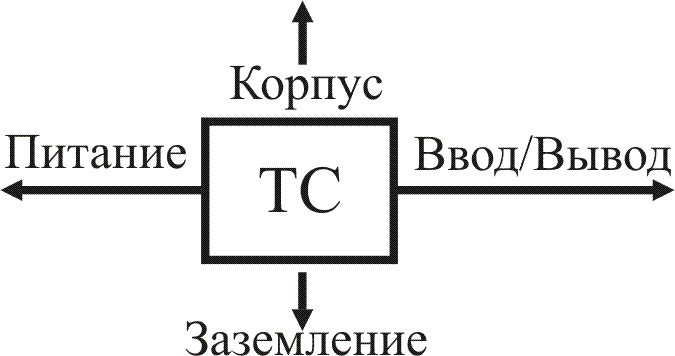 Корпус
Питание
ТС
Ввод/Вывод
Заземление